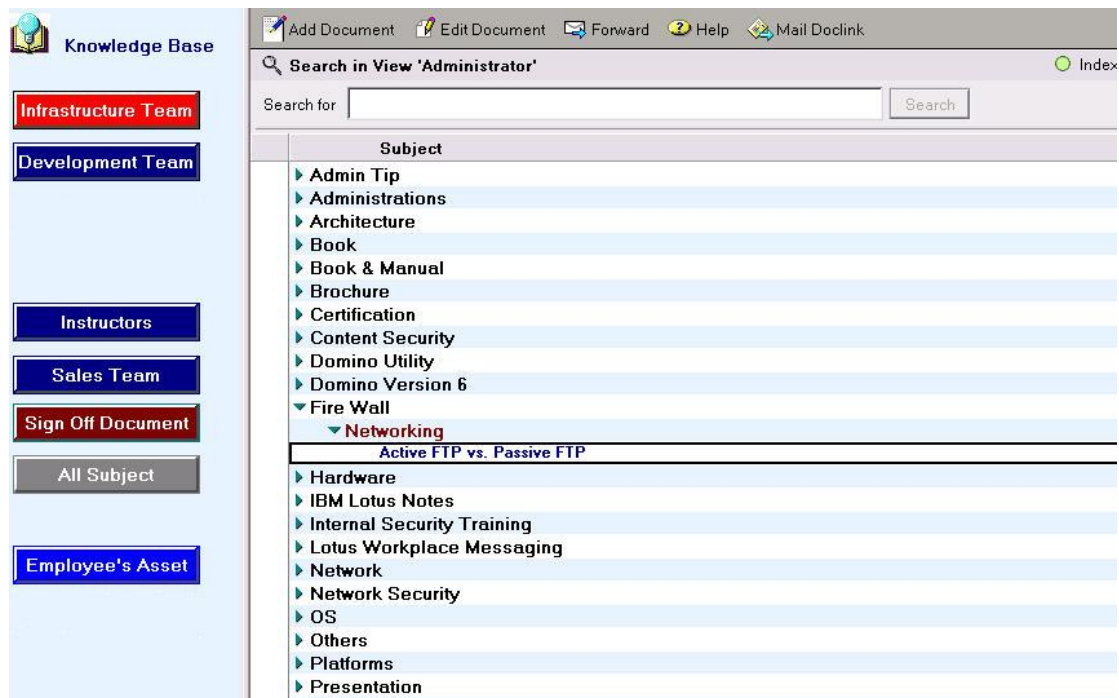 Knowledge Base
Infrastructure Team
Development Team
Instructors
Sales Team
Sign Off Document
All Subject
Employee's Asset
Add Document Edit Document Forward Help Mail Doclink
Search in View 'Administrator' Index
Search for Search
Subject
Admin Tip
Administrations
Architecture
Book
Book & Manual
Brochure
Certification
Content Security
Domino Utility
Domino Version 6
Fire Wall
Networking
Active FTP vs. Passive FTP
Hardware
IBM Lotus Notes
Internal Security Training
Lotus Workplace Messaging
Network
Network Security
OS
Others
Platforms
Presentation